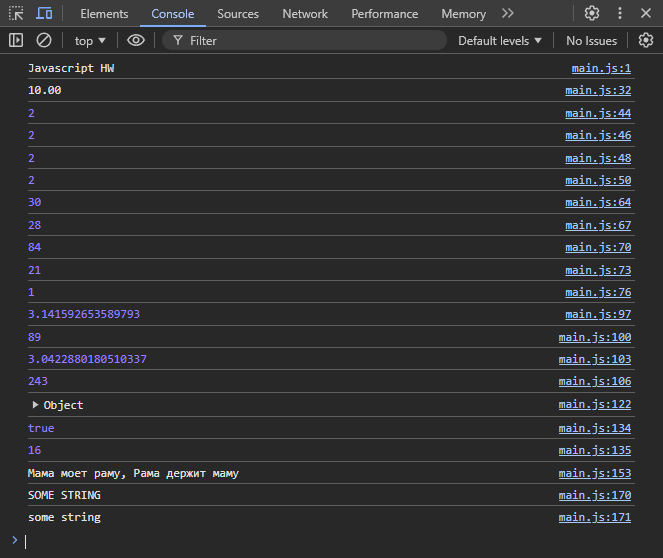 Elements Console Sources Network Performance Memory
top Filter Default levels No Issues
Javascript HW main.js:1
10.00 main.js:32
2 main.js:44
2 main.js:46
2 main.js:48
2 main.js:50
30 main.js:64
28 main.js:67
84 main.js:70
21 main.js:73
1 main.js:76
3.141592653589793 main.js:97
89 main.js:100
3.0422880180510337 main.js:103
243 main.js:106
Object main.js:122
true main.js:134
16 main.js:135
Мама моет раму, Рама держит маму main.js:153
SOME STRING main.js:170
some string main.js:171